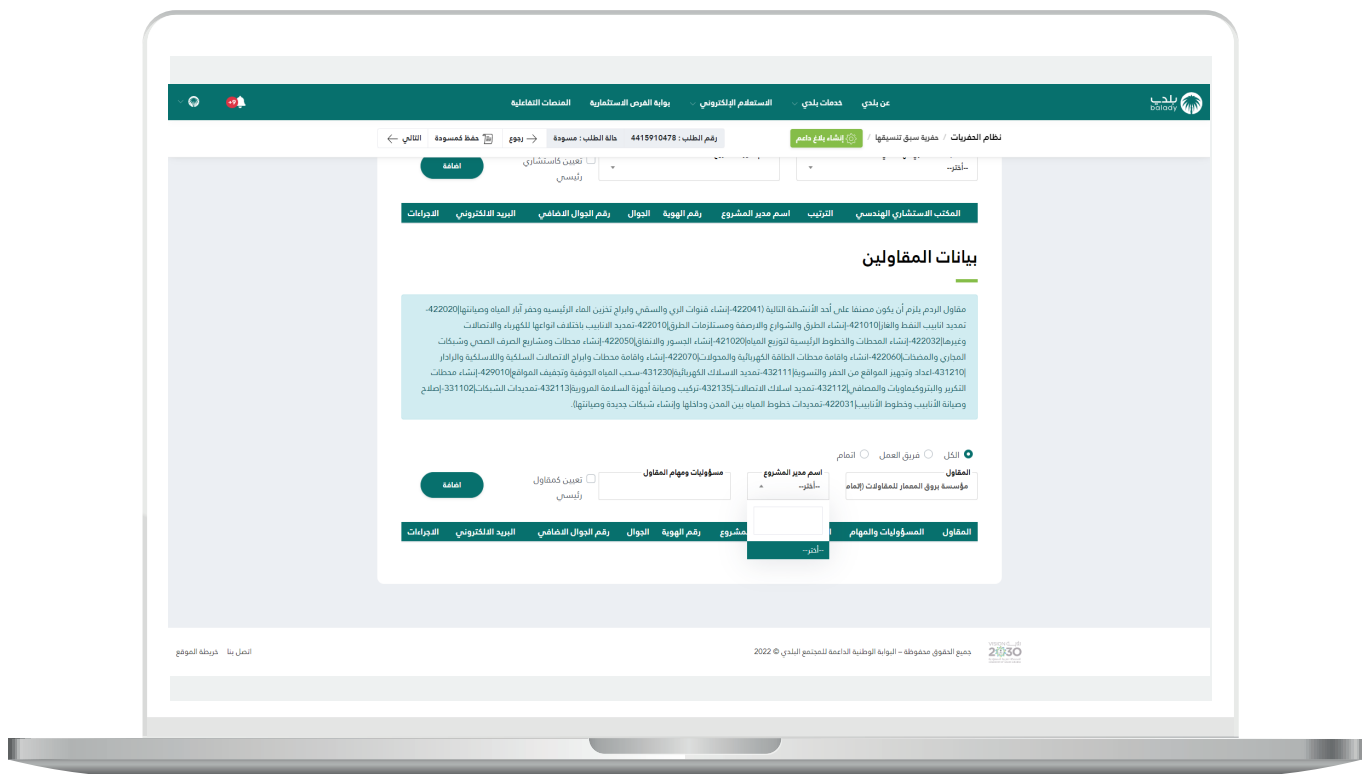 بلدي
balady
عن بلدي
خدمات بلدي
الاستعلام الإلكتروني
بوابة الفرص الاستثمارية
المنصات التفاعلية
+9
نظام الحفريات / حفرية سبق تنسيقها /
إنشاء بلاغ داعم
رقم الطلب : 4415910478
حالة الطلب : مسودة
رجوع
حفظ كمسودة
التالي
--أختر--
تعيين كاستشاري
رئيسي
اضافة
المكتب الاستشاري الهندسي الترتيب اسم مدير المشروع رقم الهوية الجوال رقم الجوال الاضافي البريد الالكتروني الاجراءات
بيانات المقاولين
مقاول الردم يلزم أن يكون مصنفا على أحد الأنشطة التالية (422041-إنشاء قنوات الري والسقي وابراج تخزين الماء الرئيسيه وحفر آبار المياه وصيانتها|422020-
تمديد انابيب النفط والغاز|421010-إنشاء الطرق والشوارع والارصفة ومستلزمات الطرق|422010-تمديد الانابيب باختلاف انواعها للكهرباء والاتصالات
وغيرها|422032-إنشاء المحطات والخطوط الرئيسية لتوزيع المياه|421020-إنشاء الجسور والانفاق|422050-إنشاء محطات ومشاريع الصرف الصحي وشبكات
المجاري والمضخات|422060-انشاء واقامة محطات الطاقة الكهربائية والمحولات|422070-إنشاء واقامة محطات وابراج الاتصالات السلكية واللاسلكية والرادار
|431210-اعداد وتجهيز المواقع من الحفر والتسوية|432111-تمديد الاسلاك الكهربائية|431230-سحب المياه الجوفية وتجفيف المواقع|429010-إنشاء محطات
التكرير والبتروكيماويات والمصافي|432112-تمديد اسلاك الاتصالات|432135-تركيب وصيانة أجهزة السلامة المرورية|432113-تمديدات الشبكات|331102-إصلاح
وصيانة الأنابيب وخطوط الأنابيب|422031-تمديدات خطوط المياه بين المدن وداخلها وإنشاء شبكات جديدة وصيانتها).
الكل فريق العمل اتمام
المقاول
مؤسسة بروق المعمار للمقاولات (إتمام
اسم مدير المشروع
--أختر--
مسؤوليات ومهام المقاول
تعيين كمقاول
رئيسي
اضافة
المقاول المسؤوليات والمهام ا مشروع رقم الهوية الجوال رقم الجوال الاضافي البريد الالكتروني الاجراءات
--أختر--
2030
جميع الحقوق محفوظة – البوابة الوطنية الداعمة للمجتمع البلدي © 2022
اتصل بنا خريطة الموقع